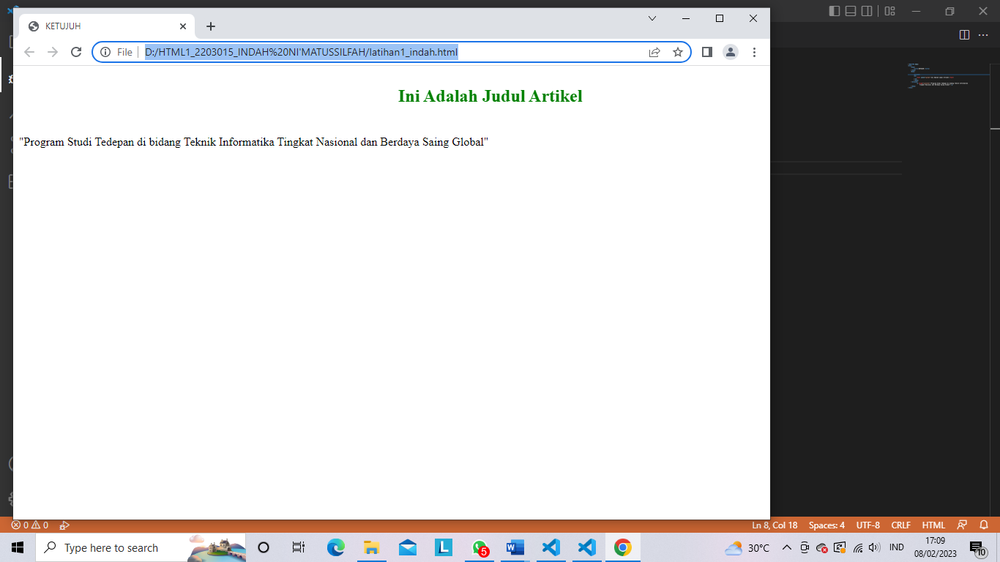 KETUJUH
File
D:/HTML1_2203015_INDAH%20NI'MATUSSILFAH/latihan1_indah.html
Ini Adalah Judul Artikel
"Program Studi Tedepan di bidang Teknik Informatika Tingkat Nasional dan Berdaya Saing Global"
0 0
Ln 8, Col 18 Spaces: 4 UTF-8 CRLF HTML
Type here to search
L
5
W
30°C
IND
17:09
08/02/2023
10